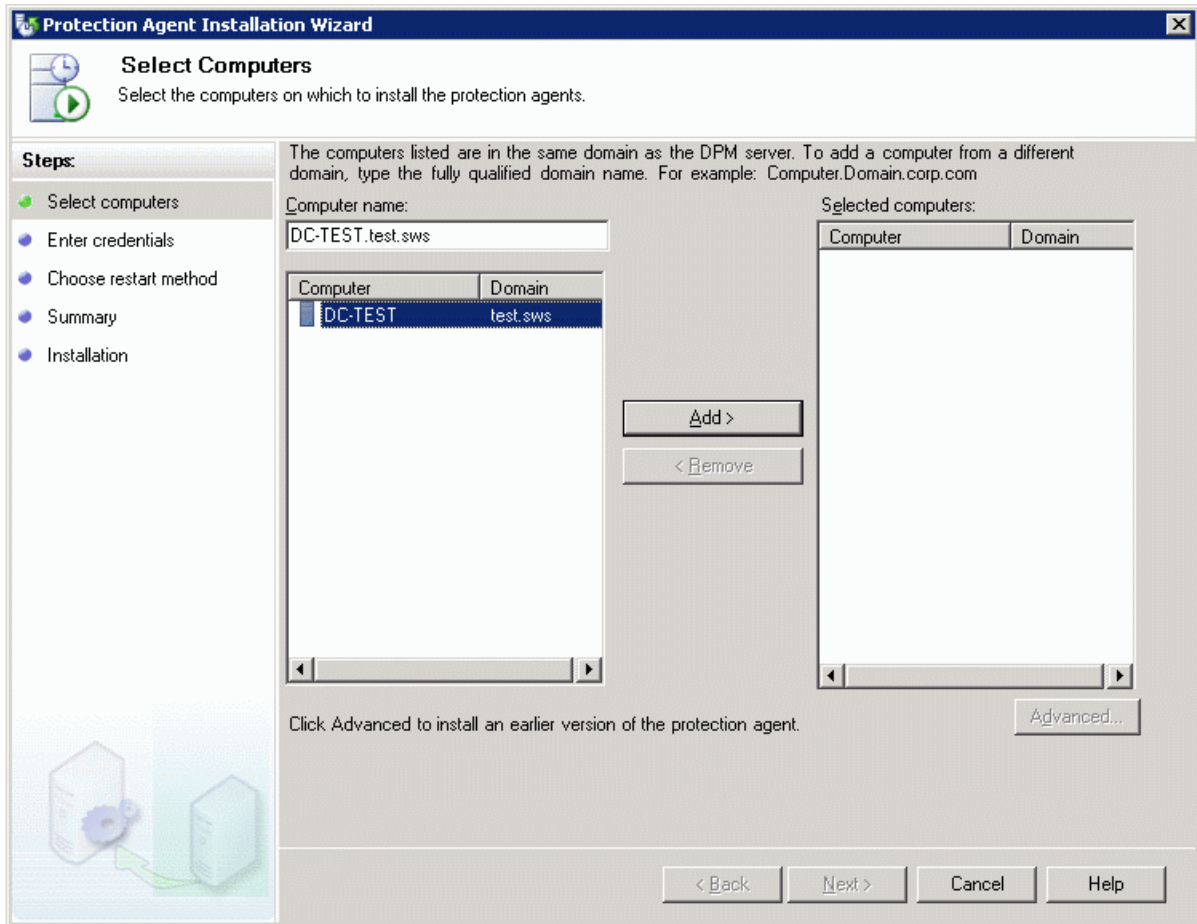 Protection Agent Installation Wizard
Select Computers
Select the computers on which to install the protection agents.
Steps:
Select computers
Enter credentials
Choose restart method
Summary
Installation
The computers listed are in the same domain as the DPM server. To add a computer from a different
domain, type the fully qualified domain name. For example: Computer.Domain.corp.com
Computer name:
DC-TEST.test.sws
Computer Domain
DC-TEST test.sws
Add >
< Remove
Selected computers:
Computer Domain
Click Advanced to install an earlier version of the protection agent.
Advanced...
< Back Next > Cancel Help